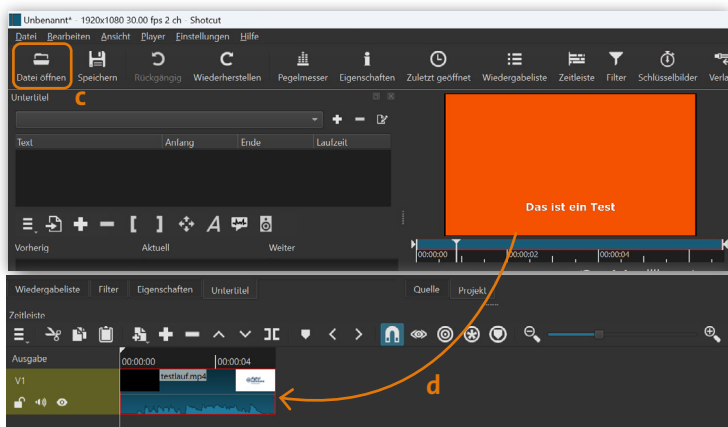 Unbenannt* - 1920x1080 30.00 fps 2 ch - Shotcut
Datei Bearbeiten Ansicht Player Einstellungen Hilfe
Datei öffnen Speichern Rückgängig Wiederherstellen Pegelmesser Eigenschaften Zuletzt geöffnet Wiedergabeliste Zeitleiste Filter Schlüsselbilder Verla
c
Untertitel
Text Anfang Ende Laufzeit
Das ist ein Test
Vorherig Aktuell Weiter
00:00:00 00:00:02 00:00:04
Wiedergabeliste Filter Eigenschaften Untertitel Quelle Projekt
Zeitleiste
Ausgabe 00:00:00 00:00:04
V1 testlauf.mp4
d